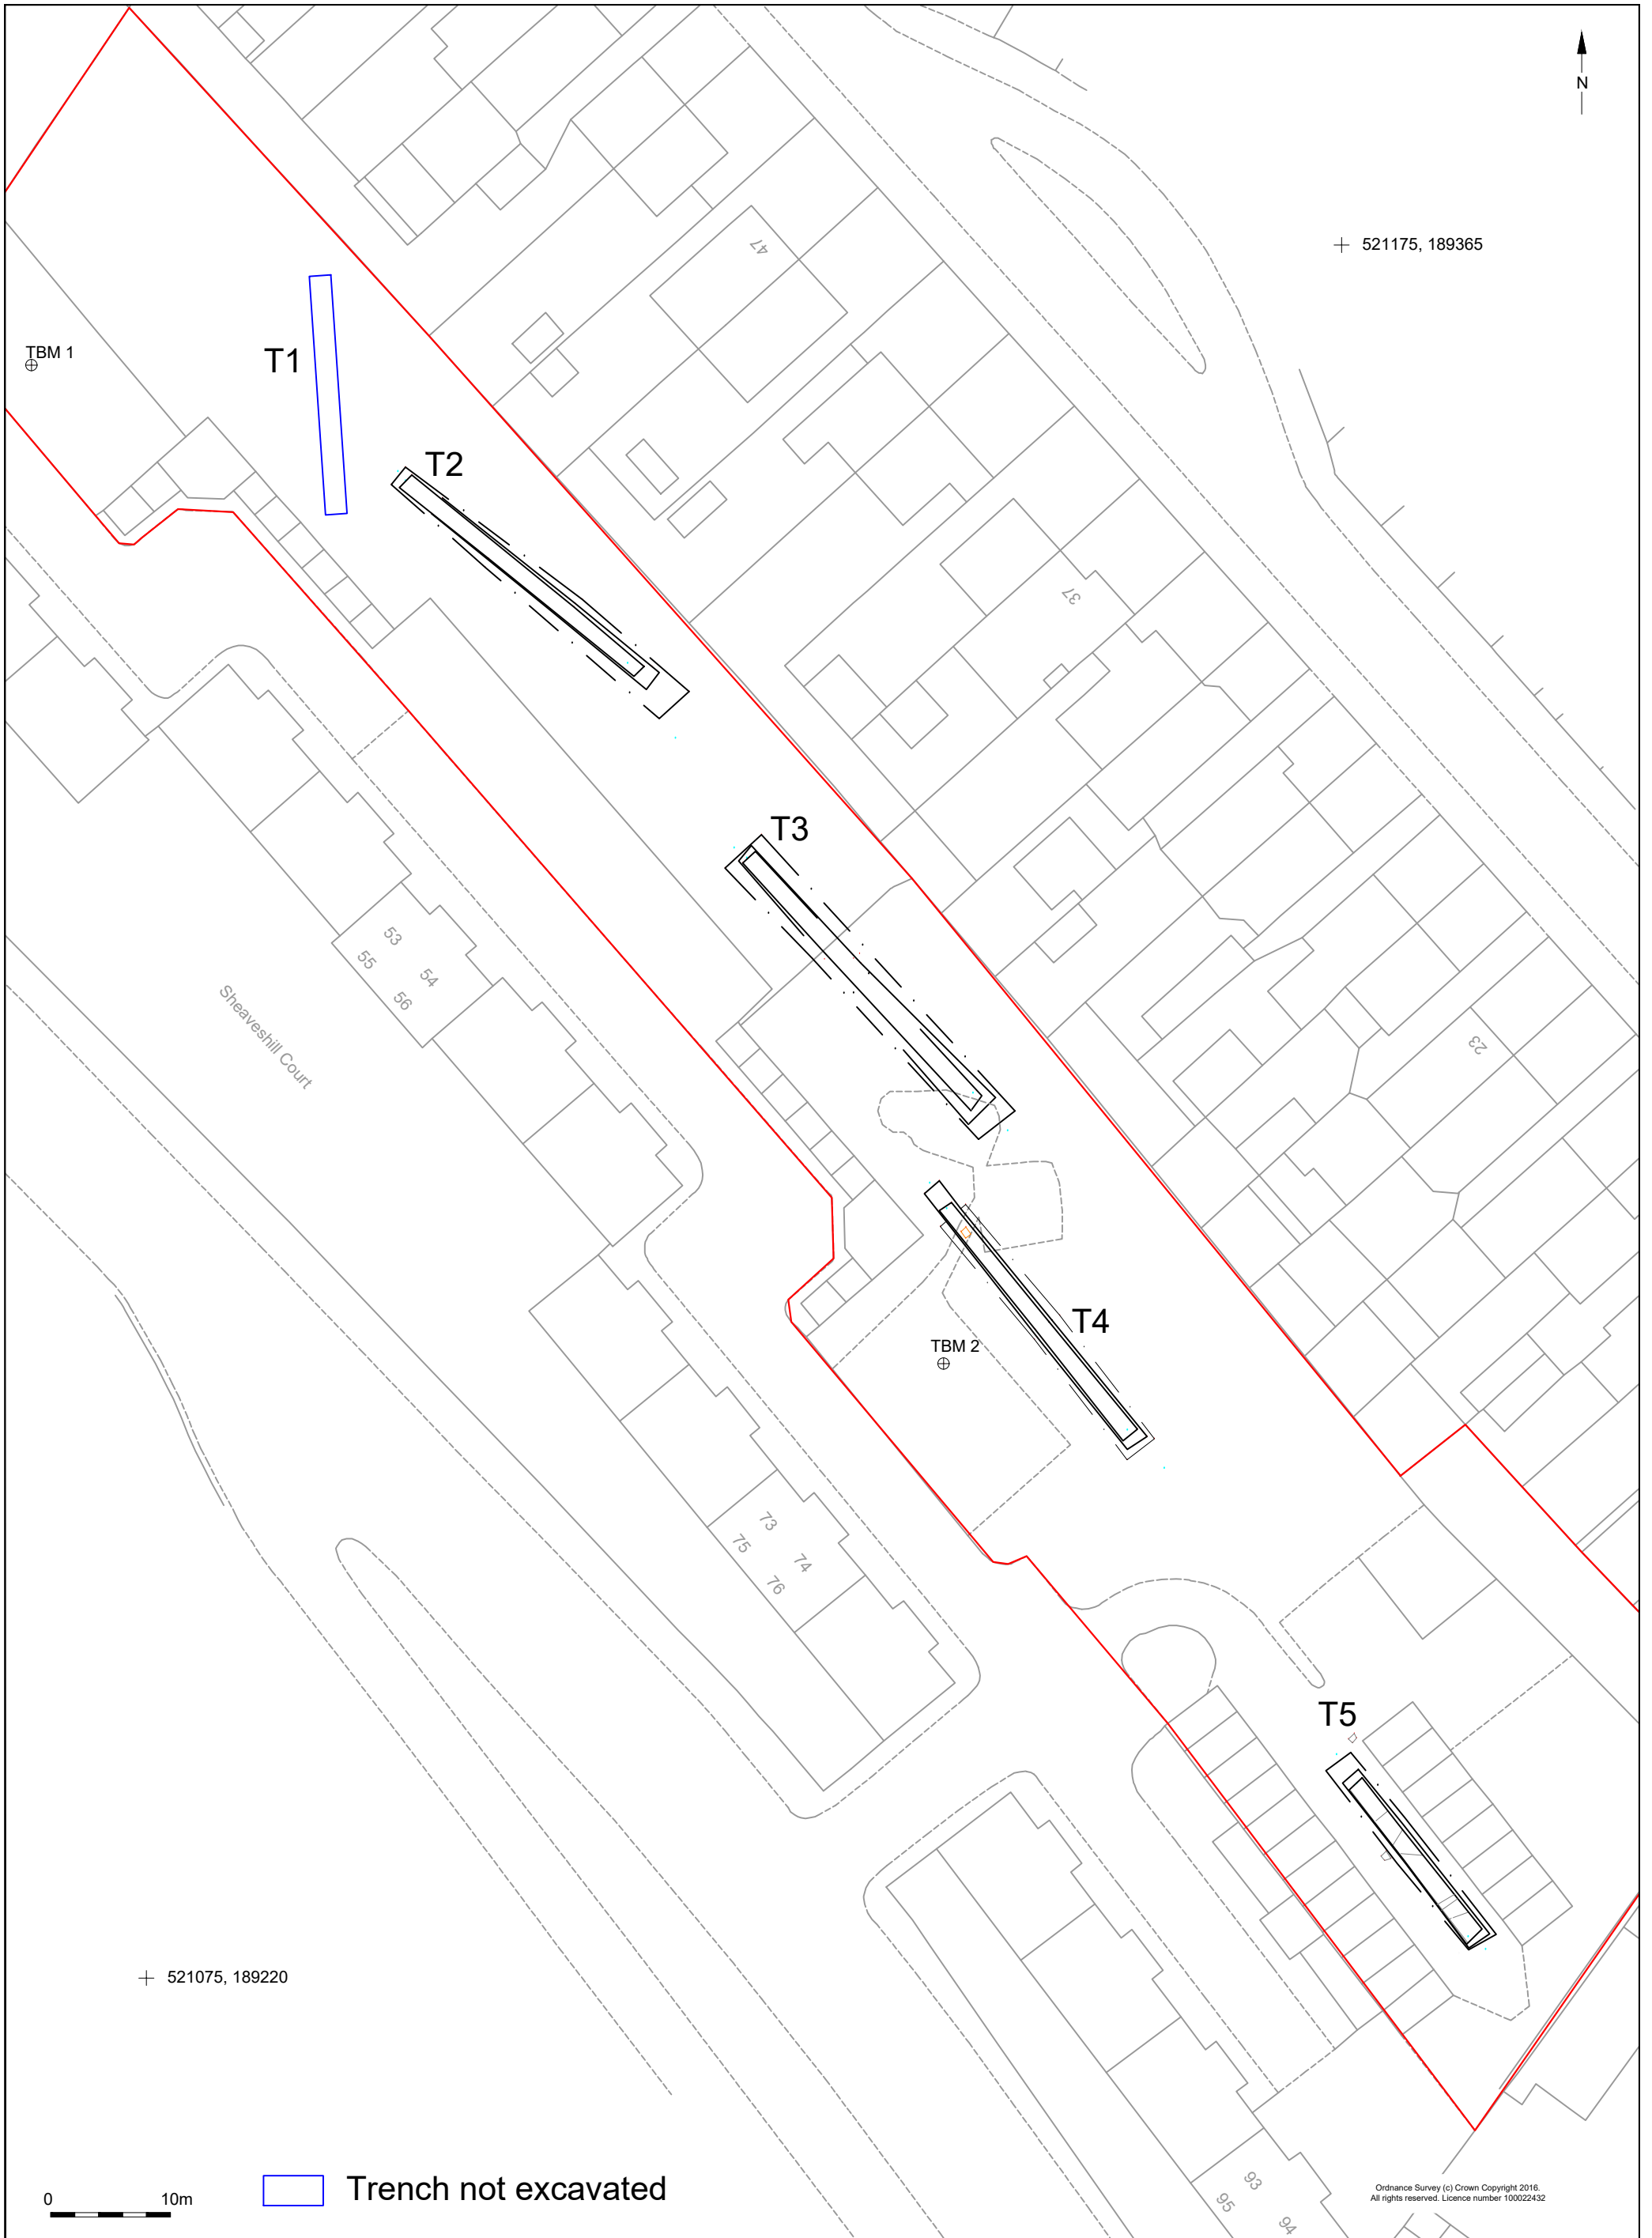 N
521175, 189365
47
TBM 1
T1
T2
37
T3
53
55
54
56
Sheaveshill Court
23
T4
TBM 2
73
75
74
76
T5
521075, 189220
93
95
94
0 10m
Trench not excavated
Ordnance Survey (c) Crown Copyright 2016.
All rights reserved. Licence number 100022432